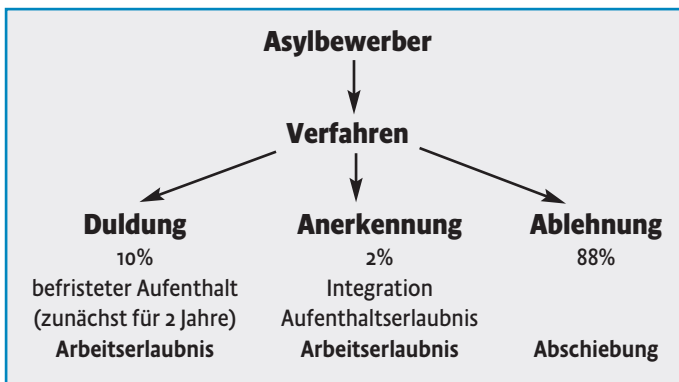 Asylbewerber
Verfahren
Duldung
10%
befristeter Aufenthalt
(zunächst für 2 Jahre)
Arbeitserlaubnis
Anerkennung
2%
Integration
Aufenthaltserlaubnis
Arbeitserlaubnis
Ablehnung
88%
Abschiebung